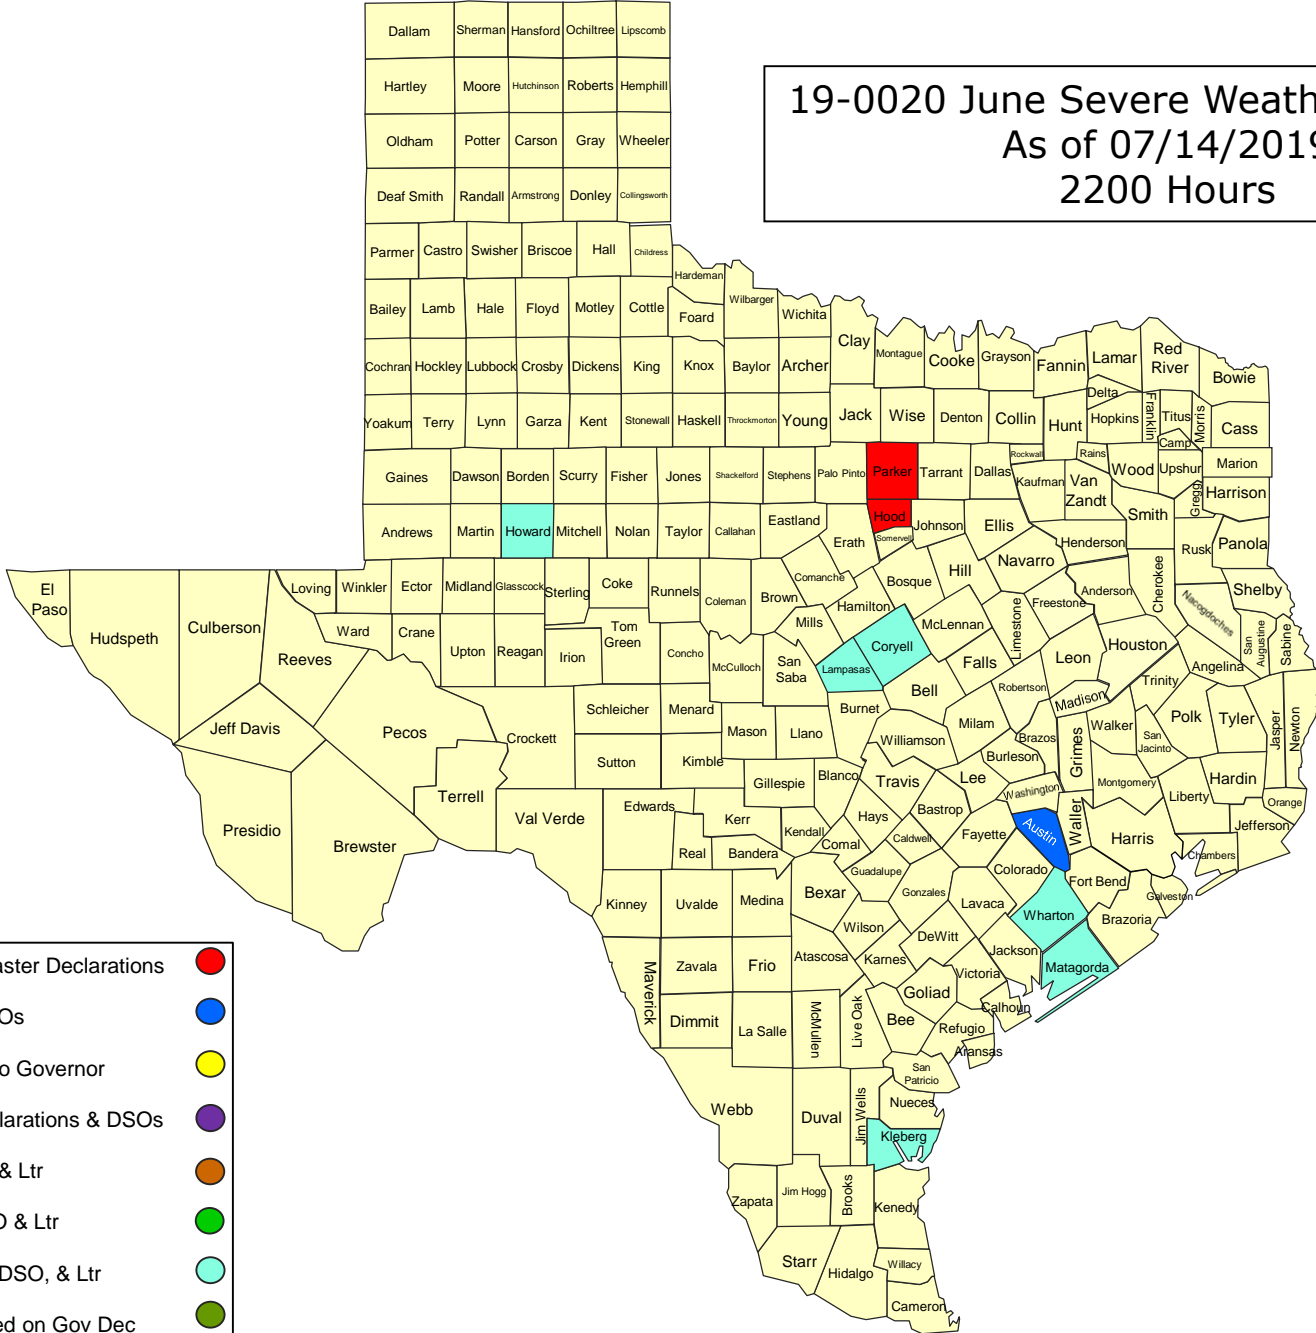 19-0020 June Severe Weath
As of 07/14/2019
2200 Hours
Dallam Sherman Hansford Ochiltree Lipscomb
Hartley Moore Hutchinson Roberts Hemphill
Oldham Potter Carson Gray Wheeler
Deaf Smith Randall Armstrong Donley Collingsworth
Parmer Castro Swisher Briscoe Hall Childress
Hardeman
Bailey Lamb Hale Floyd Motley Cottle Foard Wilbarger Wichita
Clay Montague Cooke Grayson Fannin Lamar Red
River Bowie
Cochran Hockley Lubbock Crosby Dickens King Knox Baylor Archer
Delta
Yoakum Terry Lynn Garza Kent Stonewall Haskell Throckmorton Young Jack Wise Denton Collin Hunt Hopkins Franklin Titus Morris Cass
Camp
Gaines Dawson Borden Scurry Fisher Jones Shackelford Stephens Palo Pinto Parker Tarrant Dallas Rockwall Kaufman Rains Van
Zandt Wood Upshur Gregg Marion
Harrison
Andrews Martin Howard Mitchell Nolan Taylor Callahan Eastland Erath Hood Somervell Johnson Ellis Henderson Smith Rusk Panola
El
Paso Hudspeth Culberson Loving Winkler Ector Midland Glasscock Sterling Coke Runnels Coleman Brown Comanche Bosque Hill Navarro Anderson Cherokee Nacogdoches Shelby
Hamilton Freestone Limestone
Reeves Ward Crane Upton Reagan Irion Tom
Green Concho McCulloch San
Saba Mills Lampasas Coryell McLennan Falls Leon Houston Angelina San
Augustine Sabine
Bell Robertson Madison Trinity
Jeff Davis Pecos Crockett Schleicher Menard Mason Llano Burnet Milam Brazos Grimes Walker San
Jacinto Polk Tyler Jasper Newton
Sutton Kimble Williamson Burleson
Presidio Brewster Terrell Val Verde Edwards Gillespie Blanco Travis Lee Washington Montgomery Liberty Hardin Orange
Kerr Kendall Hays Bastrop Caldwell Fayette Austin Waller Harris Jefferson
Real Bandera Comal Guadalupe Colorado Fort Bend Chambers
Kinney Uvalde Medina Bexar Gonzales Lavaca Wharton Brazoria Galveston
Wilson DeWitt
Maverick Zavala Frio Atascosa Karnes Jackson Matagorda
Victoria
Dimmit La Salle McMullen Live Oak Goliad Bee Calhoun
Refugio
Aransas
San
Patricio
Webb Duval Jim Wells Nueces
Kleberg
Zapata Jim Hogg Brooks Kenedy
Starr Hidalgo Willacy
Cameron
aster Declarations
Os
o Governor
larations & DSOs
& Ltr
O & Ltr
DSO, & Ltr
ed on Gov Dec